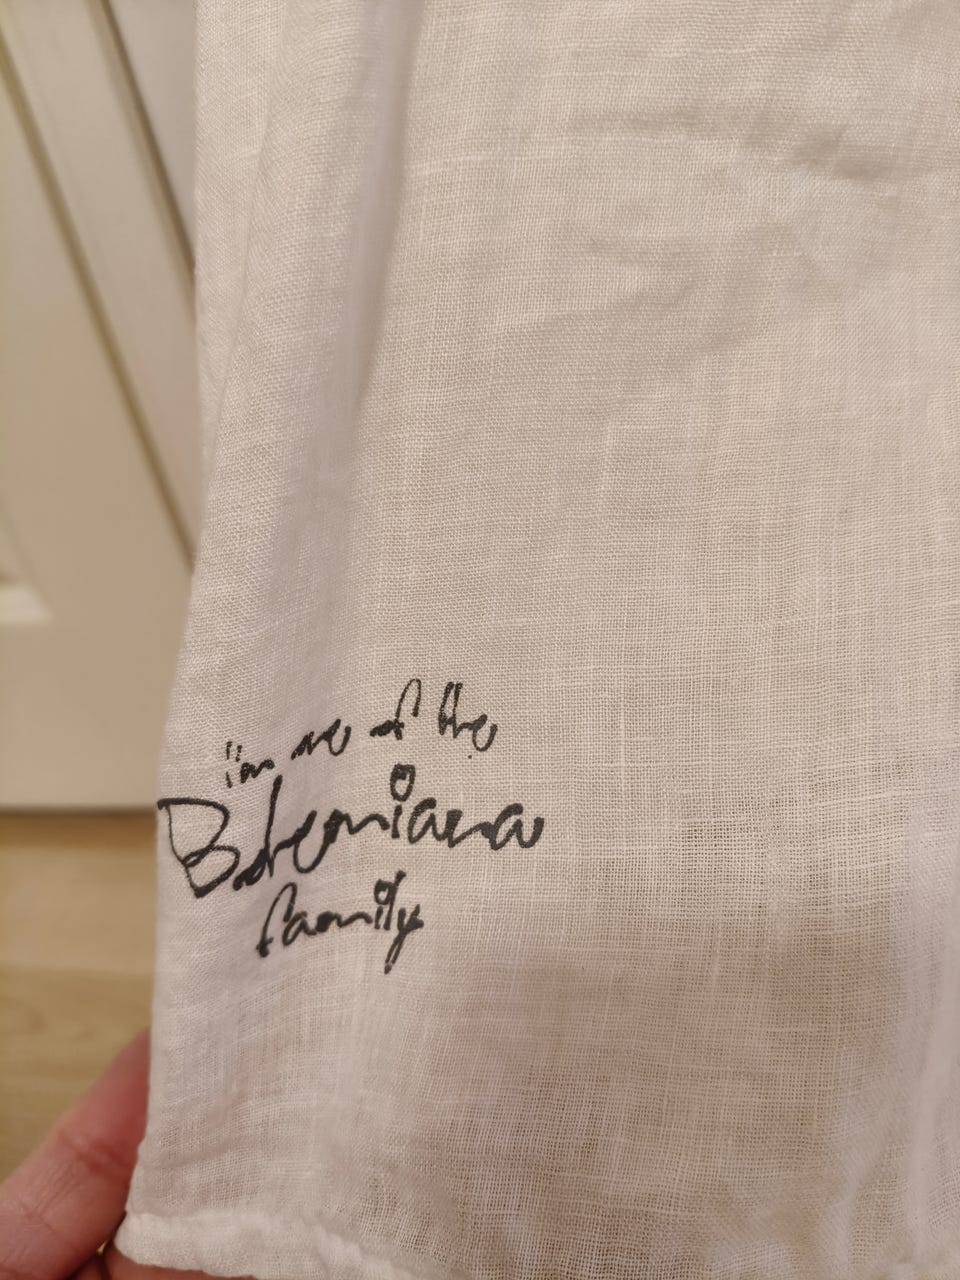 i'm one of the
Bohemiana
family